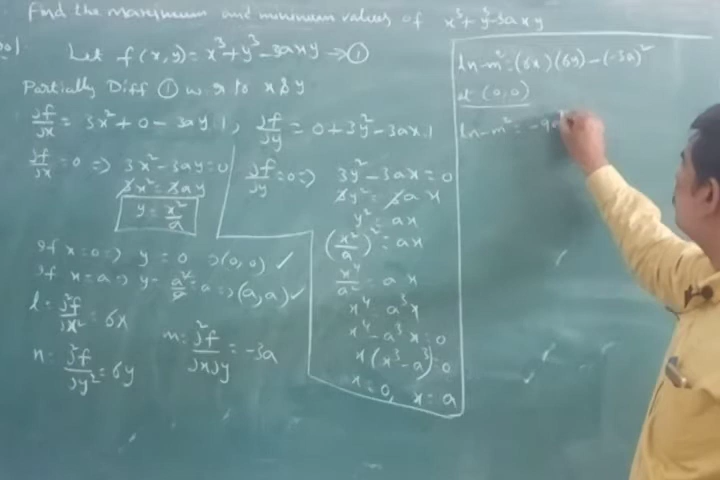 Find the maximum and minimum values of x³+y³-3axy
Sol
Let f(x,y)=x³+y³-3axy→①
Partially Diff ① w.r to x&y
∂f/∂x = 3x²+0-3ay.1, ∂f/∂y = 0+3y²-3ax.1
∂f/∂x=0 => 3x²-3ay=0
3x²=3ay
y=x²/a
∂f/∂y=0=> 3y²-3ax=0
3y²=3ax
y²=ax
(x²/a)²=ax
x⁴/a²=ax
x⁴=a³x
x⁴-a³x=0
x(x³-a³)=0
x=0, x=a
If x=0=> y=0 =>(0,0) ✓
If x=a=> y=a²/a=a=>(a,a) ✓
l=∂²f/∂x²=6x
m=∂²f/∂x∂y=-3a
n=∂²f/∂y²=6y
ln-m²=(6x)(6y)-(-3a)²
at (0,0)
ln-m²=-9a